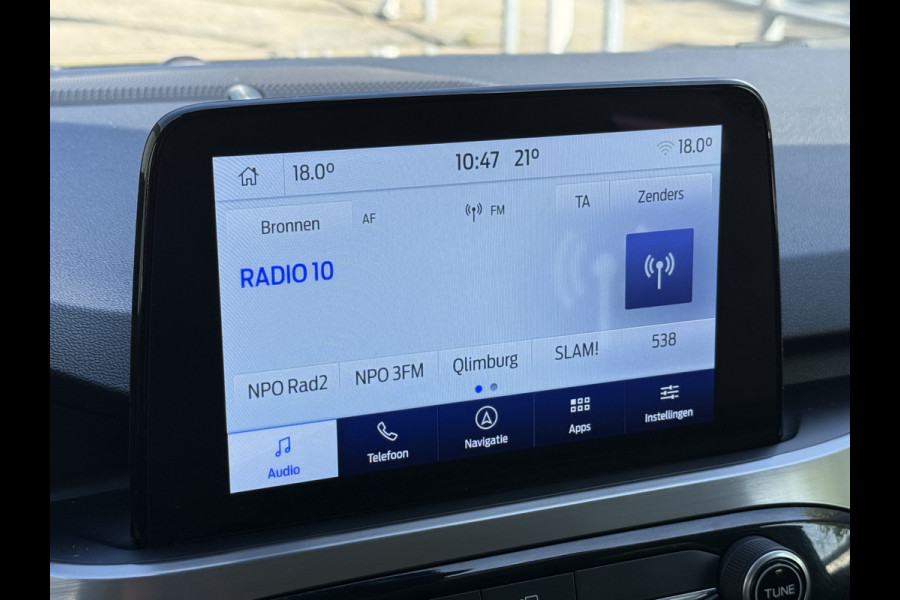 18.0° 10:47 21° 18.0°
Bronnen AF FM TA Zenders
RADIO 10
NPO Rad2 NPO 3FM Qlimburg SLAM! 538
Audio Telefoon Navigatie Apps Instellingen
TUNE